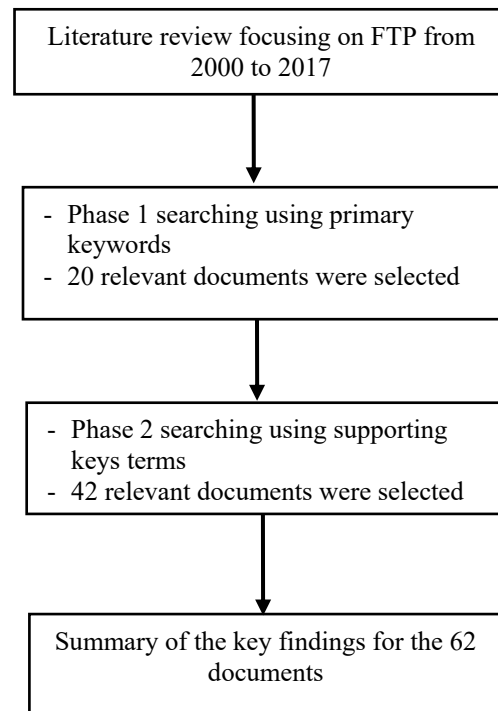 Literature review focusing on FTP from
2000 to 2017
- Phase 1 searching using primary
keywords
- 20 relevant documents were selected
- Phase 2 searching using supporting
keys terms
- 42 relevant documents were selected
Summary of the key findings for the 62
documents